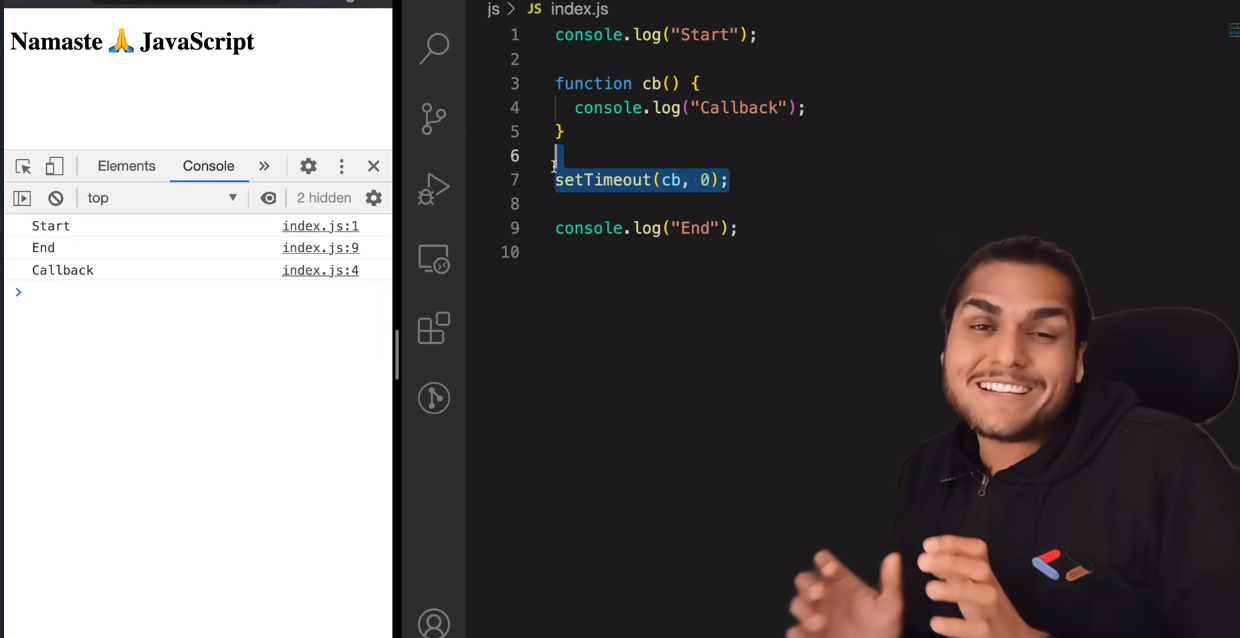 Namaste 🙏 JavaScript
Elements Console »
top 2 hidden
Start index.js:1
End index.js:9
Callback index.js:4
js > JS index.js
1 console.log("Start");
2
3 function cb() {
4 console.log("Callback");
5 }
6
7 setTimeout(cb, 0);
8
9 console.log("End");
10